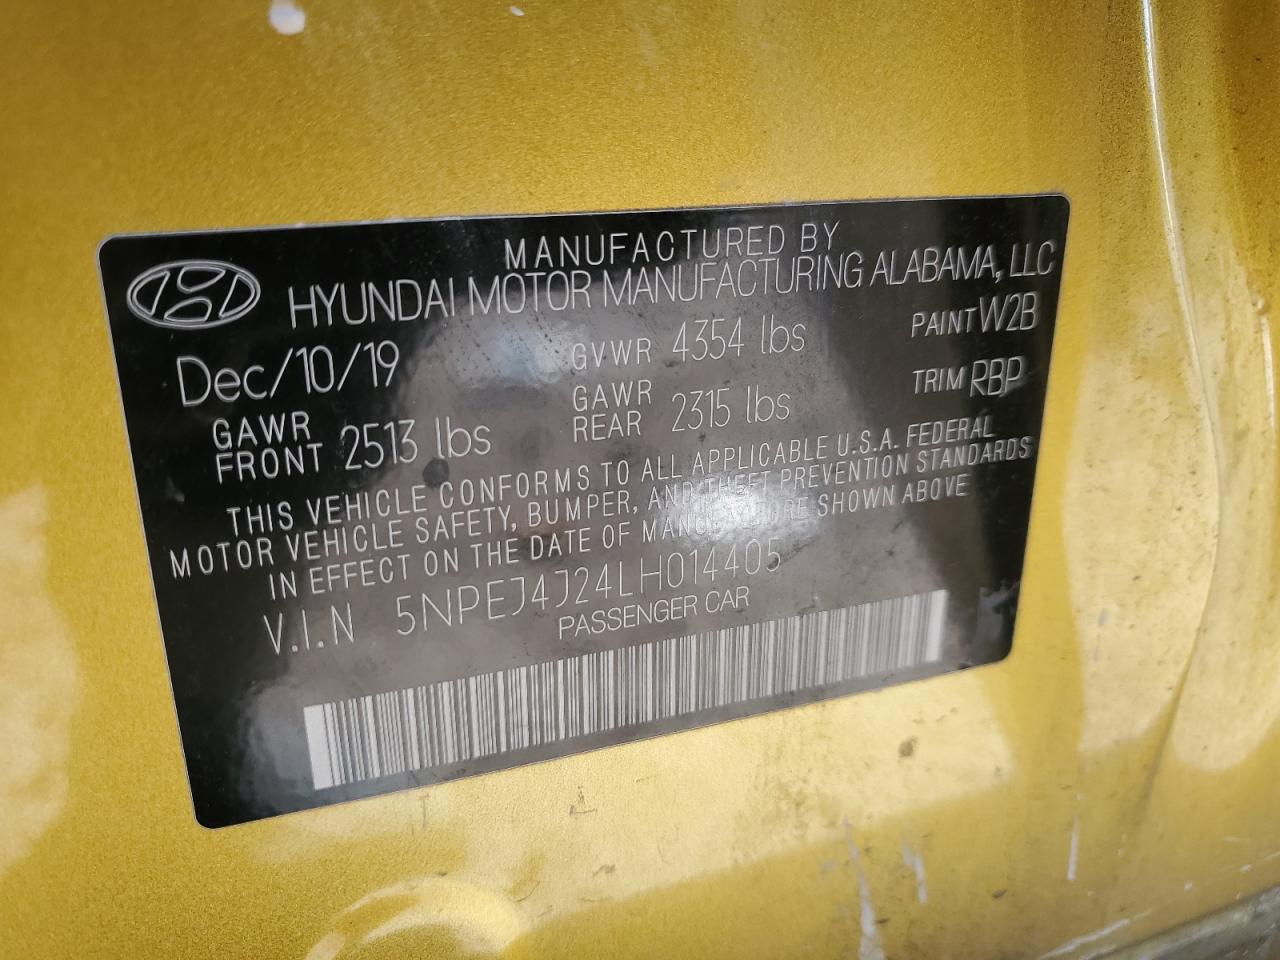 MANUFACTURED BY
HYUNDAI MOTOR MANUFACTURING ALABAMA, LLC
Dec/10/19 GVWR 4354 lbs PAINT W2B
GAWR FRONT 2513 lbs GAWR REAR 2315 lbs TRIM RBP
THIS VEHICLE CONFORMS TO ALL APPLICABLE U.S.A. FEDERAL
MOTOR VEHICLE SAFETY, BUMPER, AND THEFT PREVENTION STANDARDS
IN EFFECT ON THE DATE OF MANUFACTURE SHOWN ABOVE
V.I.N 5NPEJ4J24LH014405
PASSENGER CAR